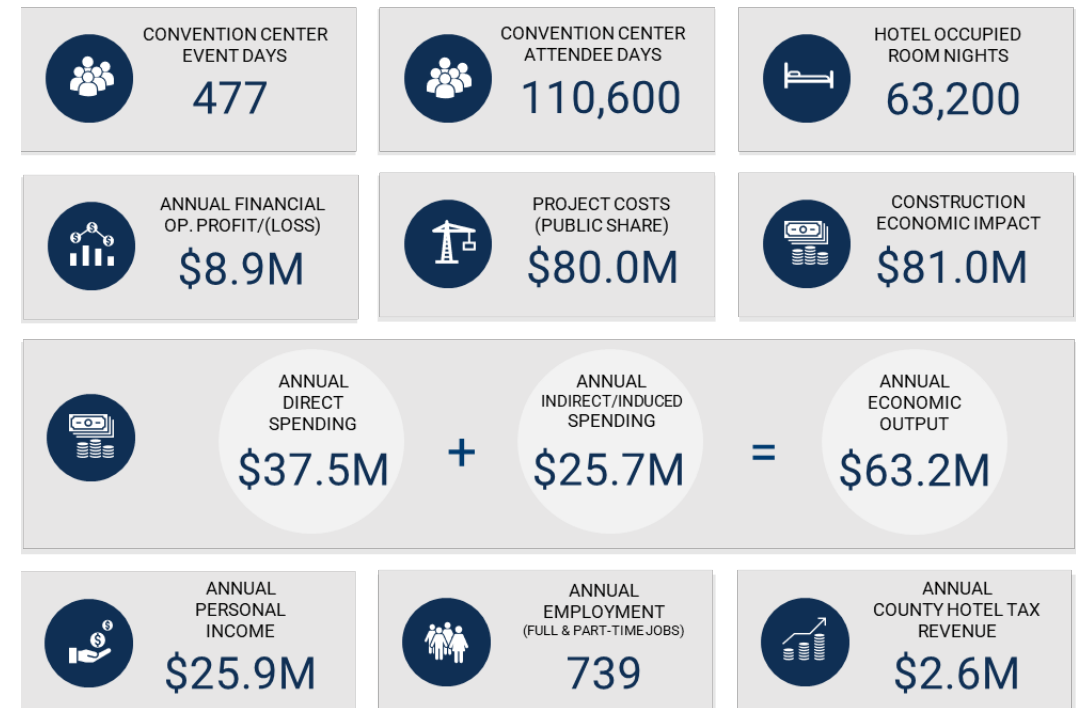 CONVENTION CENTER
EVENT DAYS
477
CONVENTION CENTER
ATTENDEE DAYS
110,600
HOTEL OCCUPIED
ROOM NIGHTS
63,200
ANNUAL FINANCIAL
OP. PROFIT/(LOSS)
$8.9M
PROJECT COSTS
(PUBLIC SHARE)
$80.0M
CONSTRUCTION
ECONOMIC IMPACT
$81.0M
ANNUAL
DIRECT
SPENDING
$37.5M
+
ANNUAL
INDIRECT/INDUCED
SPENDING
$25.7M
=
ANNUAL
ECONOMIC
OUTPUT
$63.2M
ANNUAL
PERSONAL
INCOME
$25.9M
ANNUAL
EMPLOYMENT
(FULL & PART-TIME JOBS)
739
ANNUAL
COUNTY HOTEL TAX
REVENUE
$2.6M